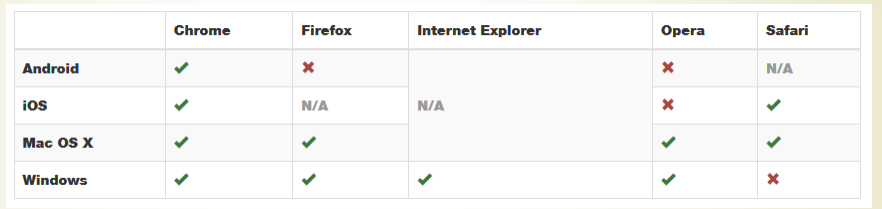 Chrome Firefox Internet Explorer Opera Safari
Android ✔ ✖ ✖ N/A
iOS ✔ N/A N/A ✖ ✔
Mac OS X ✔ ✔ ✔ ✔
Windows ✔ ✔ ✔ ✔ ✖